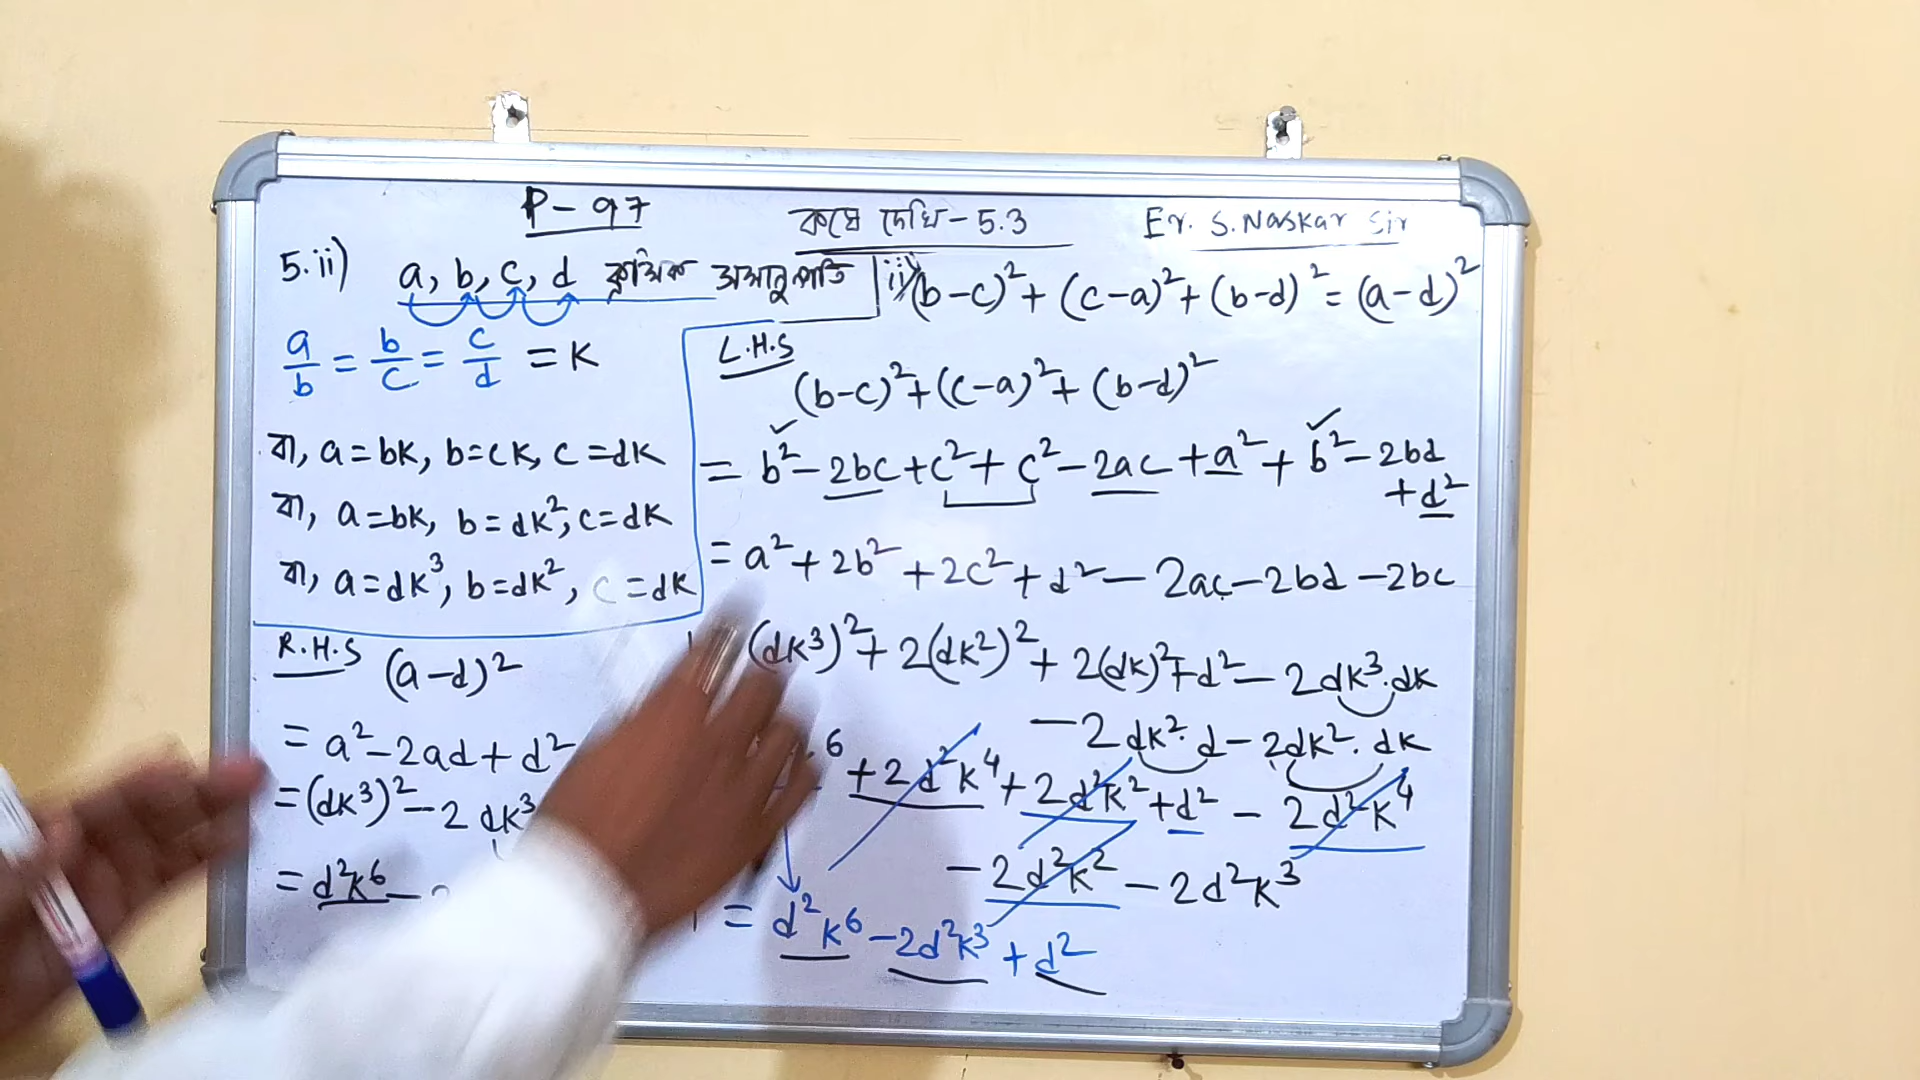 P-97
কষে দেখি-5.3
Er. S. Naskar Sir
5.ii) a, b, c, d ক্রমিক সমানুপাতি
ii) (b-c)²+(c-a)²+(b-d)²=(a-d)²
a/b = b/c = c/d = K
বা, a=bK, b=cK, c=dK
বা, a=bK, b=dK², c=dK
বা, a=dK³, b=dK², c=dK
R.H.S (a-d)²
= a²-2ad+d²
=(dK³)²-2dK³
= d²K⁶-
L.H.S
(b-c)²+(c-a)²+(b-d)²
= b²-2bc+c²+c²-2ac+a²+b²-2bd
+d²
= a²+2b²+2c²+d²-2ac-2bd-2bc
(dK³)²+2(dK²)²+2(dK)²+d²-2dK³.dK
-2dK².d-2dK².dK
6+2d²K⁴+2d²K²+d²-2d²K⁴
-2d²K²-2d²K³
= d²K⁶-2d²K³+d²